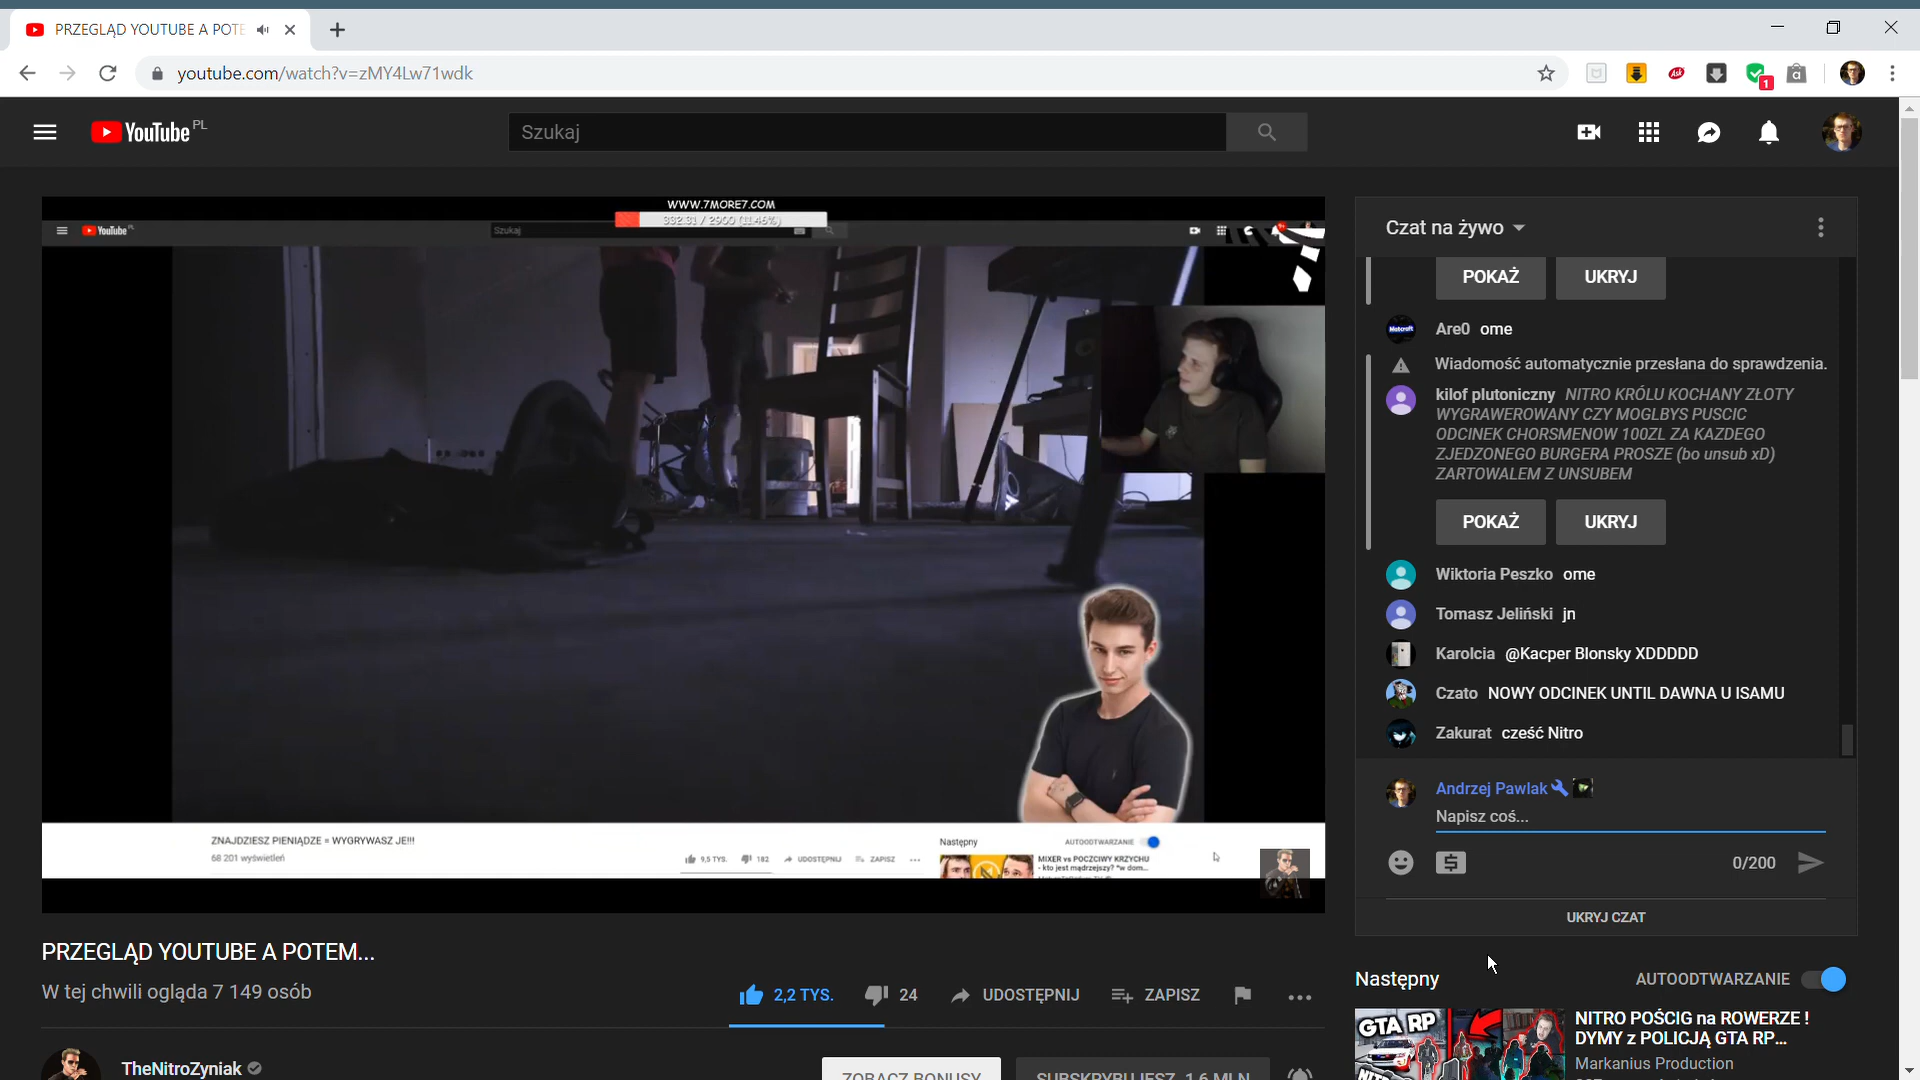 PRZEGLĄD YOUTUBE A POTE
youtube.com/watch?v=zMY4Lw71wdk
Ask
1
a
YouTube PL
Szukaj
WWW.7MORE7.COM
332.31 / 2900 (11.46%)
YouTube
Szukaj
ZNAJDZIESZ PIENIĄDZE = WYGRYWASZ JE!!!
68 201 wyświetleń
9,5 TYS.
182
UDOSTĘPNIJ
ZAPISZ
Następny
AUTOODTWARZANIE
MIXER vs POCZCIWY KRZYCHU
- kto jest mądrzejszy? *w dom...
PRZEGLĄD YOUTUBE A POTEM...
W tej chwili ogląda 7 149 osób
2,2 TYS.
24
UDOSTĘPNIJ
ZAPISZ
TheNitroZyniak
ZOBACZ BONUSY
SUBSKRYBUJESZ 1,6 MLN
Czat na żywo
POKAŻ
UKRYJ
Are0 ome
Wiadomość automatycznie przesłana do sprawdzenia.
kilof plutoniczny NITRO KRÓLU KOCHANY ZŁOTY
WYGRAWEROWANY CZY MOGLBYS PUSCIC
ODCINEK CHORSMENOW 100ZL ZA KAZDEGO
ZJEDZONEGO BURGERA PROSZE (bo unsub xD)
ZARTOWALEM Z UNSUBEM
POKAŻ
UKRYJ
Wiktoria Peszko ome
Tomasz Jeliński jn
Karolcia @Kacper Blonsky XDDDDD
Czato NOWY ODCINEK UNTIL DAWNA U ISAMU
Zakurat cześć Nitro
Andrzej Pawlak
Napisz coś...
0/200
UKRYJ CZAT
Następny
AUTOODTWARZANIE
GTA RP
NITRO POŚCIG na ROWERZE !
DYMY z POLICJĄ GTA RP...
Markanius Production